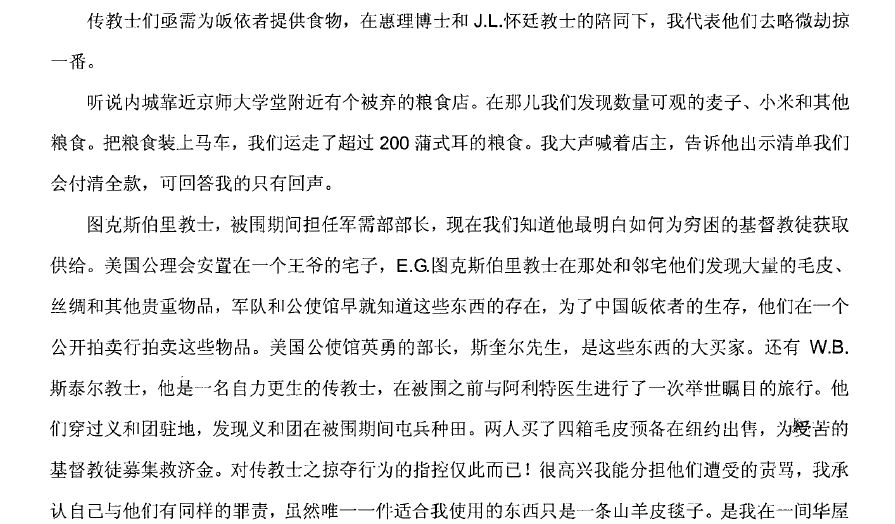 传教士们亟需为皈依者提供食物，在惠理博士和 J.L.怀廷教士的陪同下，我代表他们去略微劫掠
一番。
听说内城靠近京师大学堂附近有个被弃的粮食店。在那儿我们发现数量可观的麦子、小米和其他
粮食。把粮食装上马车，我们运走了超过 200 蒲式耳的粮食。我大声喊着店主，告诉他出示清单我们
会付清全款，可回答我的只有回声。
图克斯伯里教士，被围期间担任军需部部长，现在我们知道他最明白如何为穷困的基督教徒获取
供给。美国公理会安置在一个王爷的宅子，E.G.图克斯伯里教士在那处和邻宅他们发现大量的毛皮、
丝绸和其他贵重物品，军队和公使馆早就知道这些东西的存在，为了中国皈依者的生存，他们在一个
公开拍卖行拍卖这些物品。美国公使馆英勇的部长，斯奎尔先生，是这些东西的大买家。还有 W.B.
斯泰尔教士，他是一名自力更生的传教士，在被围之前与阿利特医生进行了一次举世瞩目的旅行。他
们穿过义和团驻地，发现义和团在被围期间屯兵种田。两人买了四箱毛皮预备在纽约出售，为受苦的
基督教徒募集救济金。对传教士之掠夺行为的指控仅此而已！很高兴我能分担他们遭受的责骂，我承
认自己与他们有同样的罪责，虽然唯一一件适合我使用的东西只是一条山羊皮毯子。是我在一间华屋